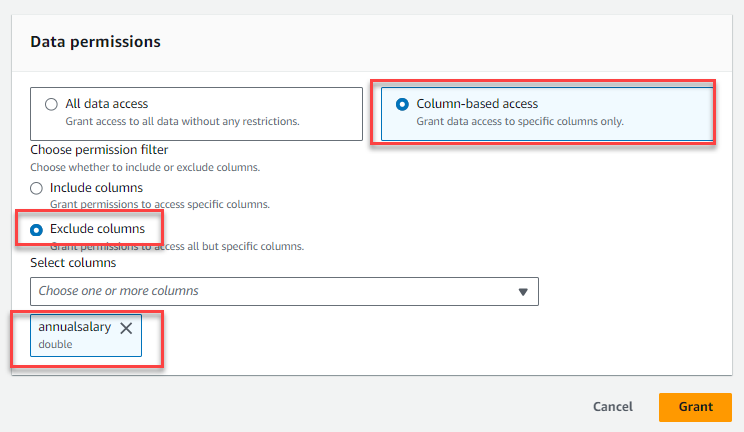 Data permissions
All data access
Grant access to all data without any restrictions.
Column-based access
Grant data access to specific columns only.
Choose permission filter
Choose whether to include or exclude columns.
Include columns
Grant permissions to access specific columns.
Exclude columns
Grant permissions to access all but specific columns.
Select columns
Choose one or more columns
annualsalary
double
Cancel
Grant